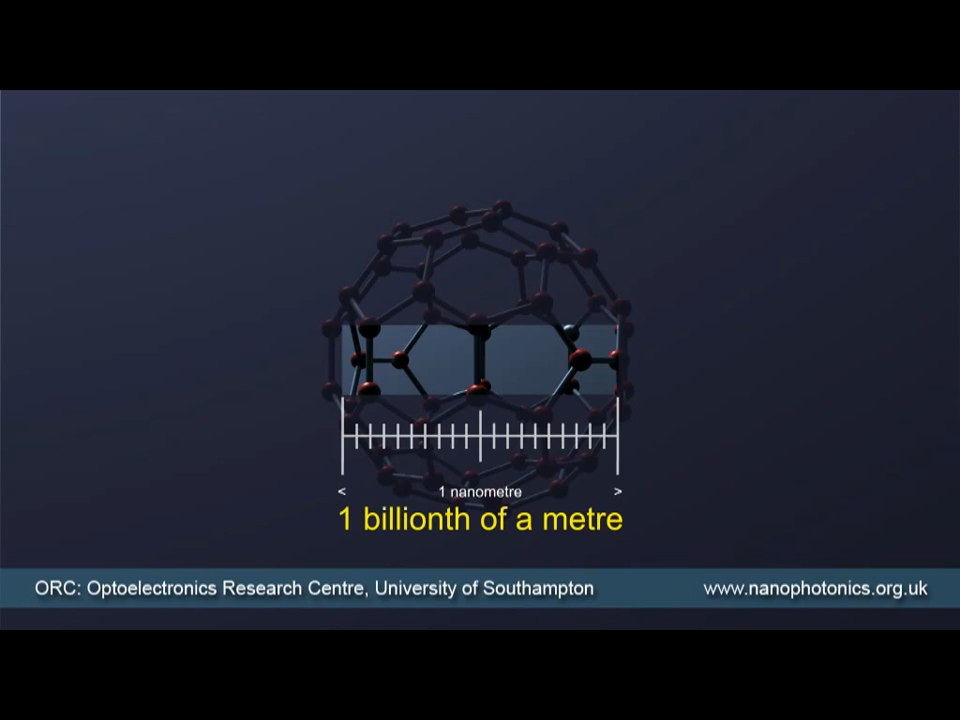 < 1 nanometre >
1 billionth of a metre
ORC: Optoelectronics Research Centre, University of Southampton www.nanophotonics.org.uk